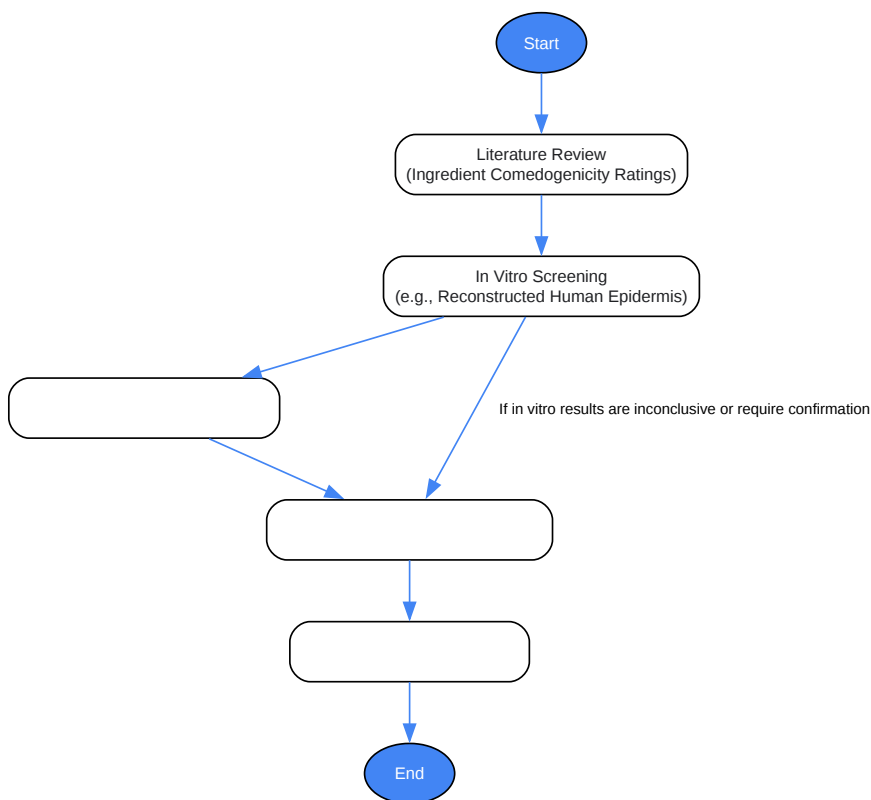 Start
Literature Review
(Ingredient Comedogenicity Ratings)
In Vitro Screening
(e.g., Reconstructed Human Epidermis)
If in vitro results are inconclusive or require confirmation
End